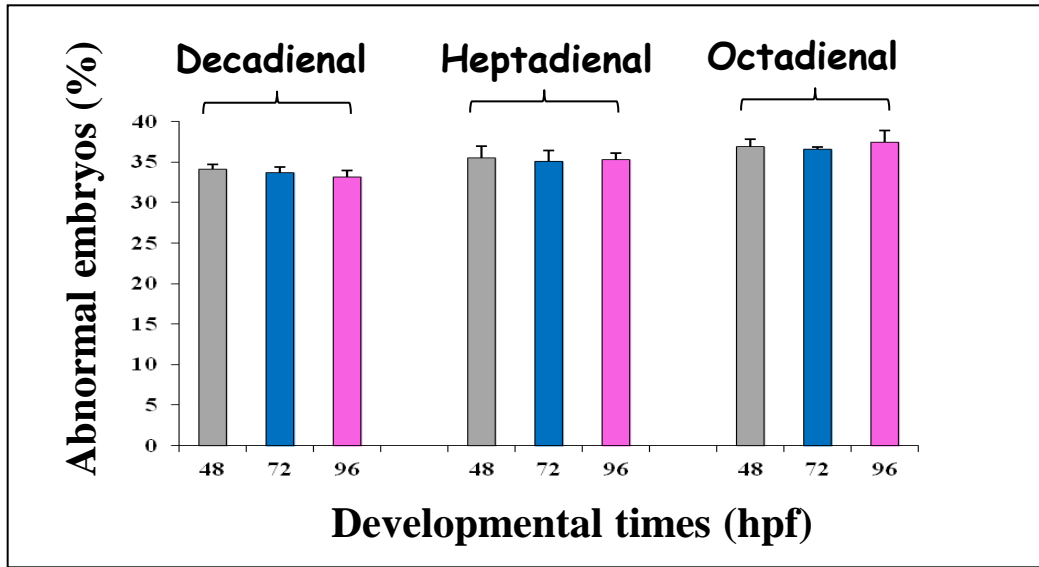 Decadienal Heptadienal Octadienal
Abnormal embryos (%)
40
35
30
25
20
15
10
5
0
48 72 96 48 72 96 48 72 96
Developmental times (hpf)